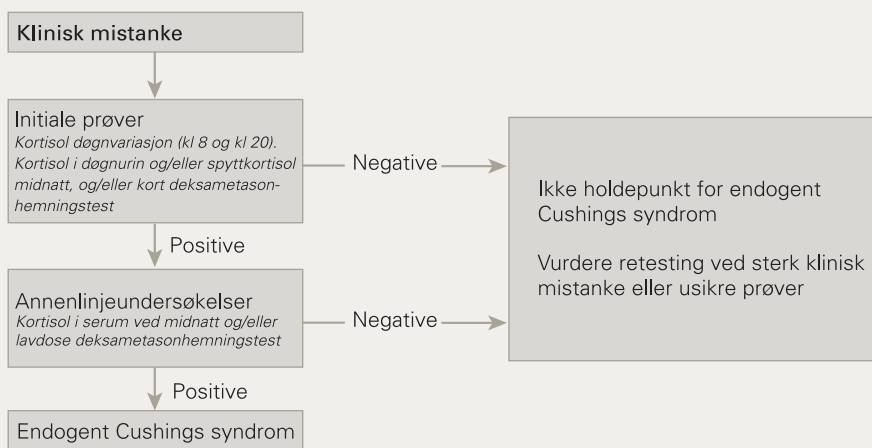 Klinisk mistanke
Initiale prøver
Kortisol døgnvariasjon (kl 8 og kl 20).
Kortisol i døgnurin og/eller spyttkortisol
midnatt, og/eller kort deksametason-
hemningstest
Negative
Ikke holdepunkt for endogent
Cushings syndrom
Vurdere retesting ved sterk klinisk
mistanke eller usikre prøver
Positive
Annenlinjeundersøkelser
Kortisol i serum ved midnatt og/eller
lavdose deksametasonhemningstest
Negative
Positive
Endogent Cushings syndrom